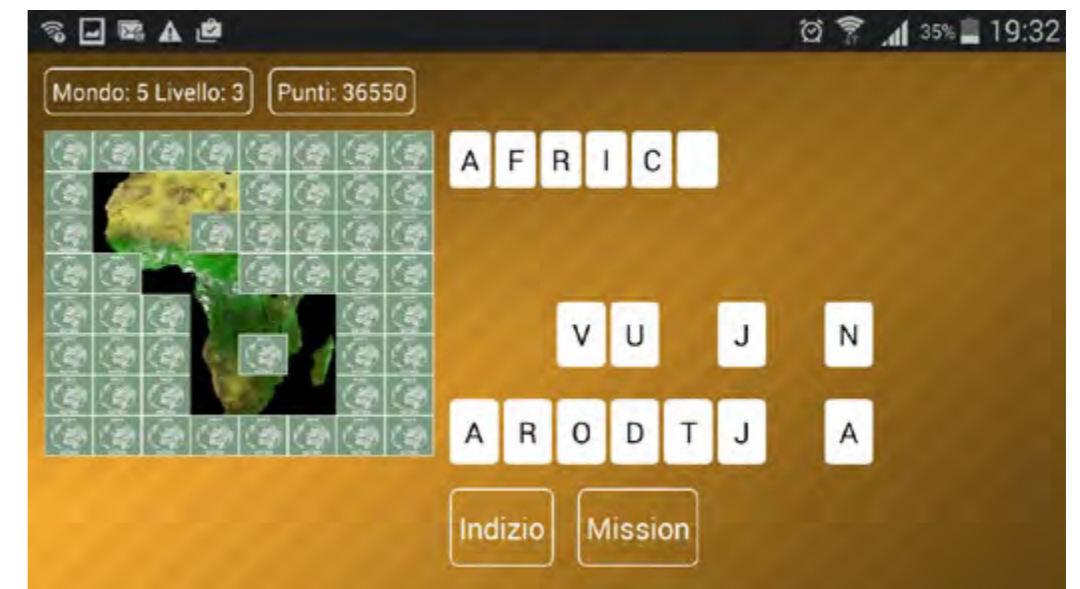 35% 19:32
Mondo: 5 Livello: 3 Punti: 36550
A F R I C
V U J N
A R O D T J A
Indizio Mission